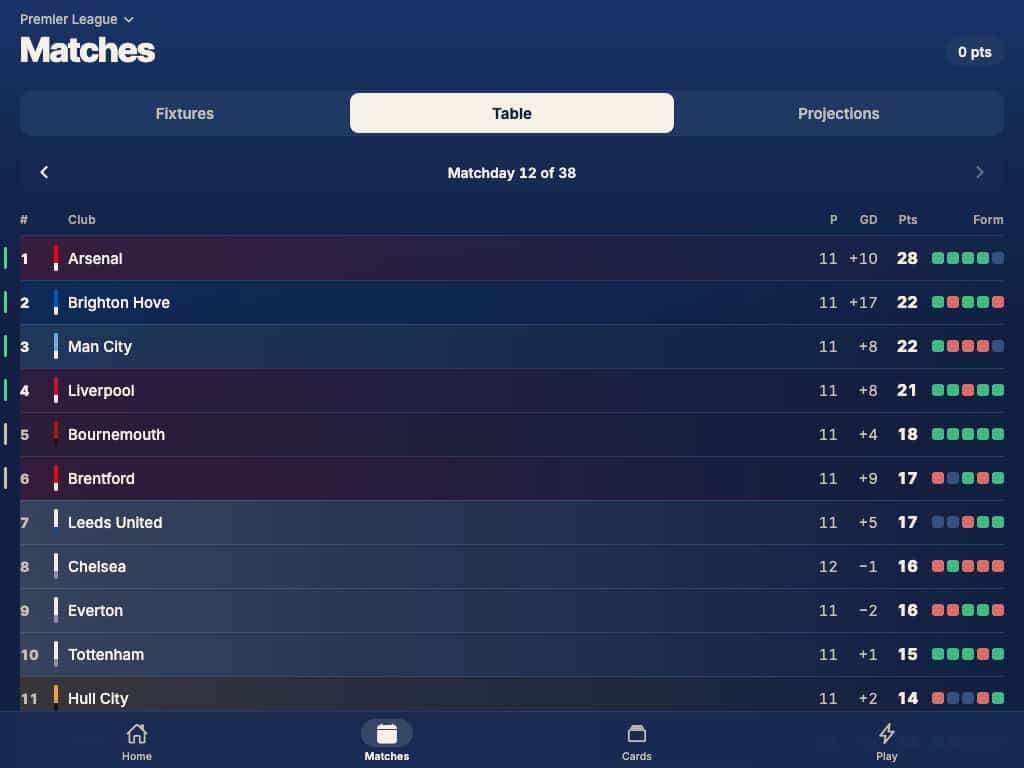 Premier League
Matches
0 pts
Fixtures Table Projections
Matchday 12 of 38
# Club P GD Pts Form
1 Arsenal 11 +10 28
2 Brighton Hove 11 +17 22
3 Man City 11 +8 22
4 Liverpool 11 +8 21
5 Bournemouth 11 +4 18
6 Brentford 11 +9 17
7 Leeds United 11 +5 17
8 Chelsea 12 −1 16
9 Everton 11 −2 16
10 Tottenham 11 +1 15
11 Hull City 11 +2 14
Home Matches Cards Play